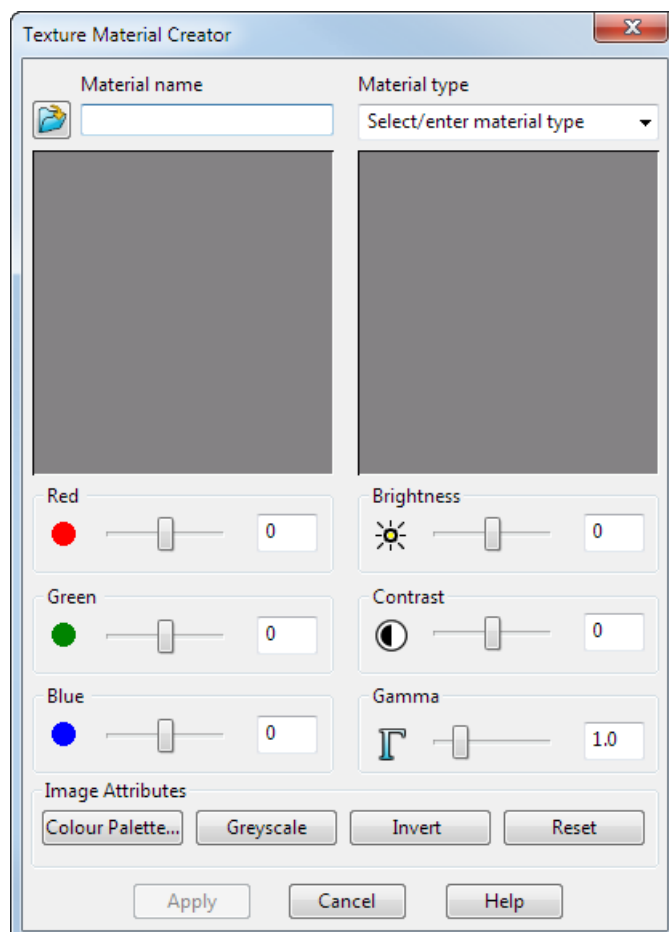 Texture Material Creator
Material name Material type
Select/enter material type
Red Brightness
0 0
Green Contrast
0 0
Blue Gamma
0 1.0
Image Attributes
Colour Palette... Greyscale Invert Reset
Apply Cancel Help